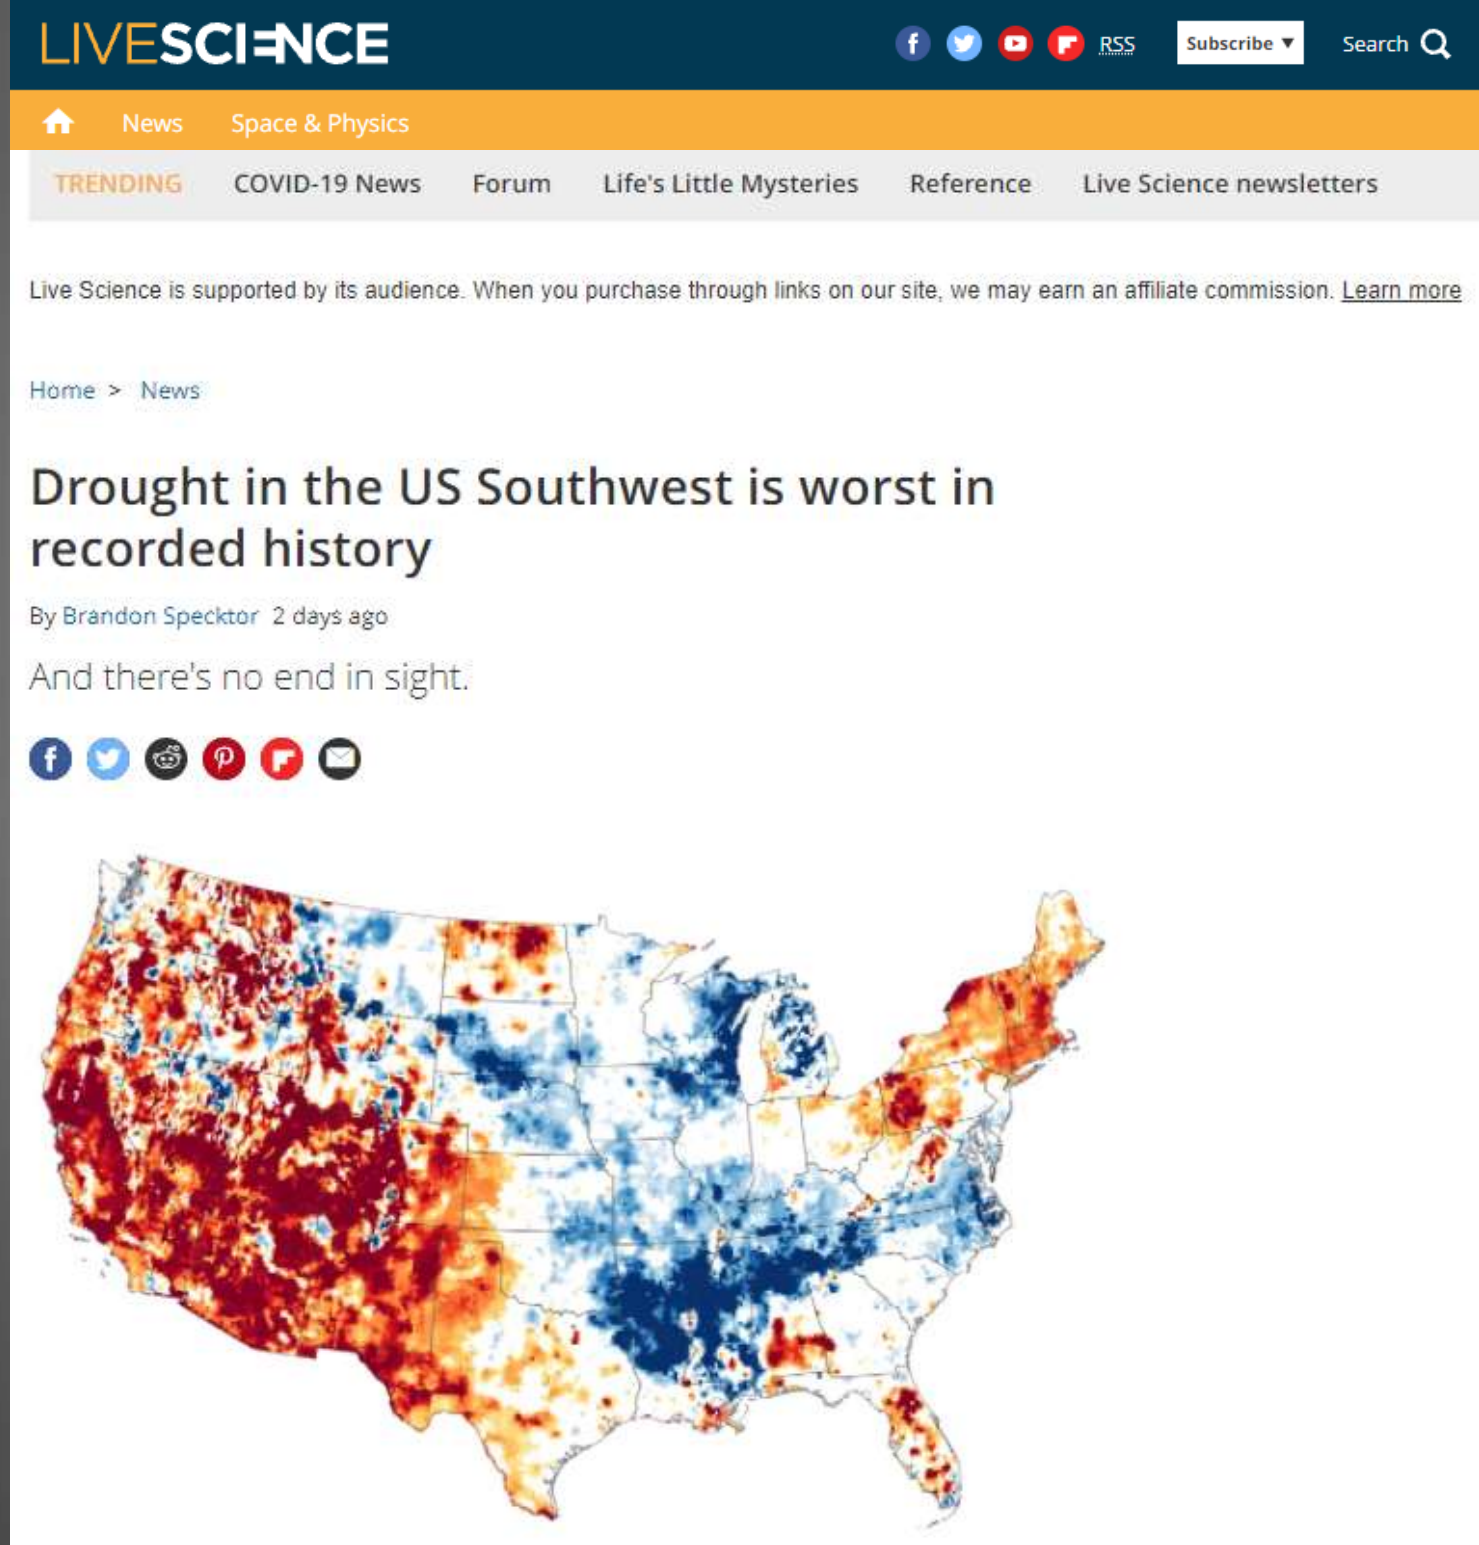 LIVESCIENCE
RSS
Subscribe ▼
Search
News
Space & Physics
TRENDING
COVID-19 News
Forum
Life's Little Mysteries
Reference
Live Science newsletters
Live Science is supported by its audience. When you purchase through links on our site, we may earn an affiliate commission. Learn more
Home > News
Drought in the US Southwest is worst in
recorded history
By Brandon Specktor 2 days ago
And there's no end in sight.